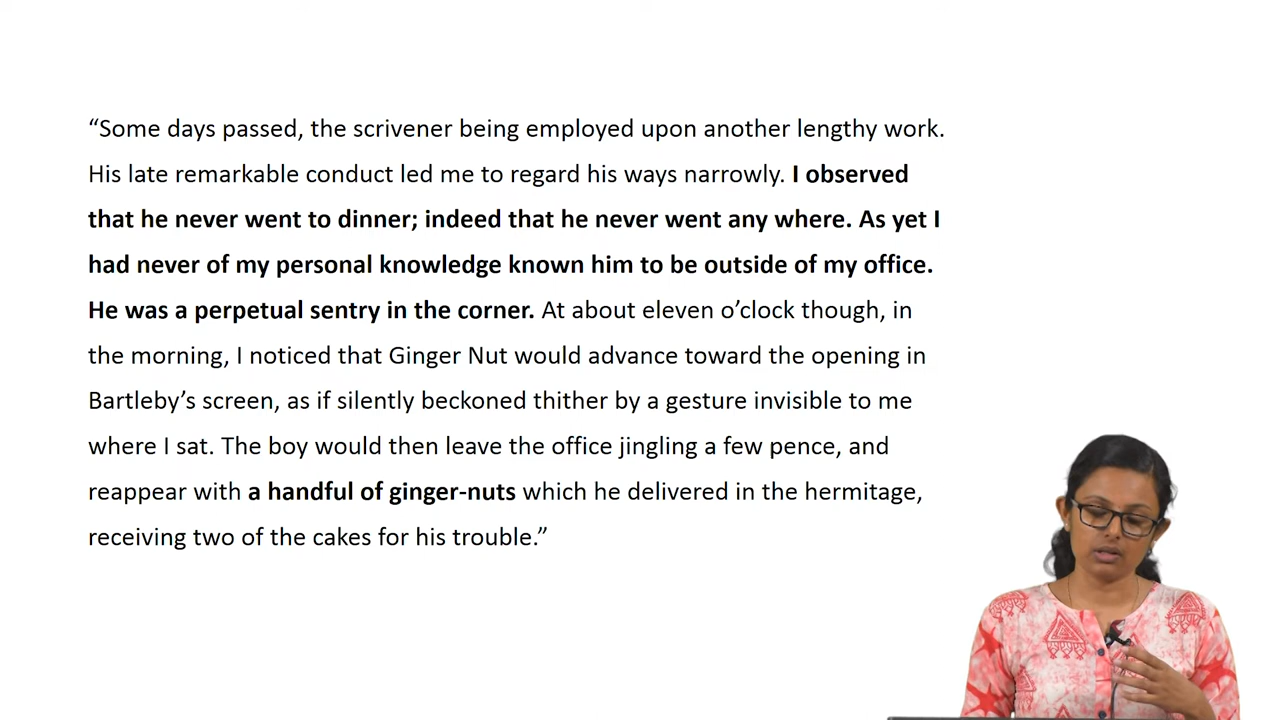 “Some days passed, the scrivener being employed upon another lengthy work.
His late remarkable conduct led me to regard his ways narrowly. I observed
that he never went to dinner; indeed that he never went any where. As yet I
had never of my personal knowledge known him to be outside of my office.
He was a perpetual sentry in the corner. At about eleven o’clock though, in
the morning, I noticed that Ginger Nut would advance toward the opening in
Bartleby’s screen, as if silently beckoned thither by a gesture invisible to me
where I sat. The boy would then leave the office jingling a few pence, and
reappear with a handful of ginger-nuts which he delivered in the hermitage,
receiving two of the cakes for his trouble.”